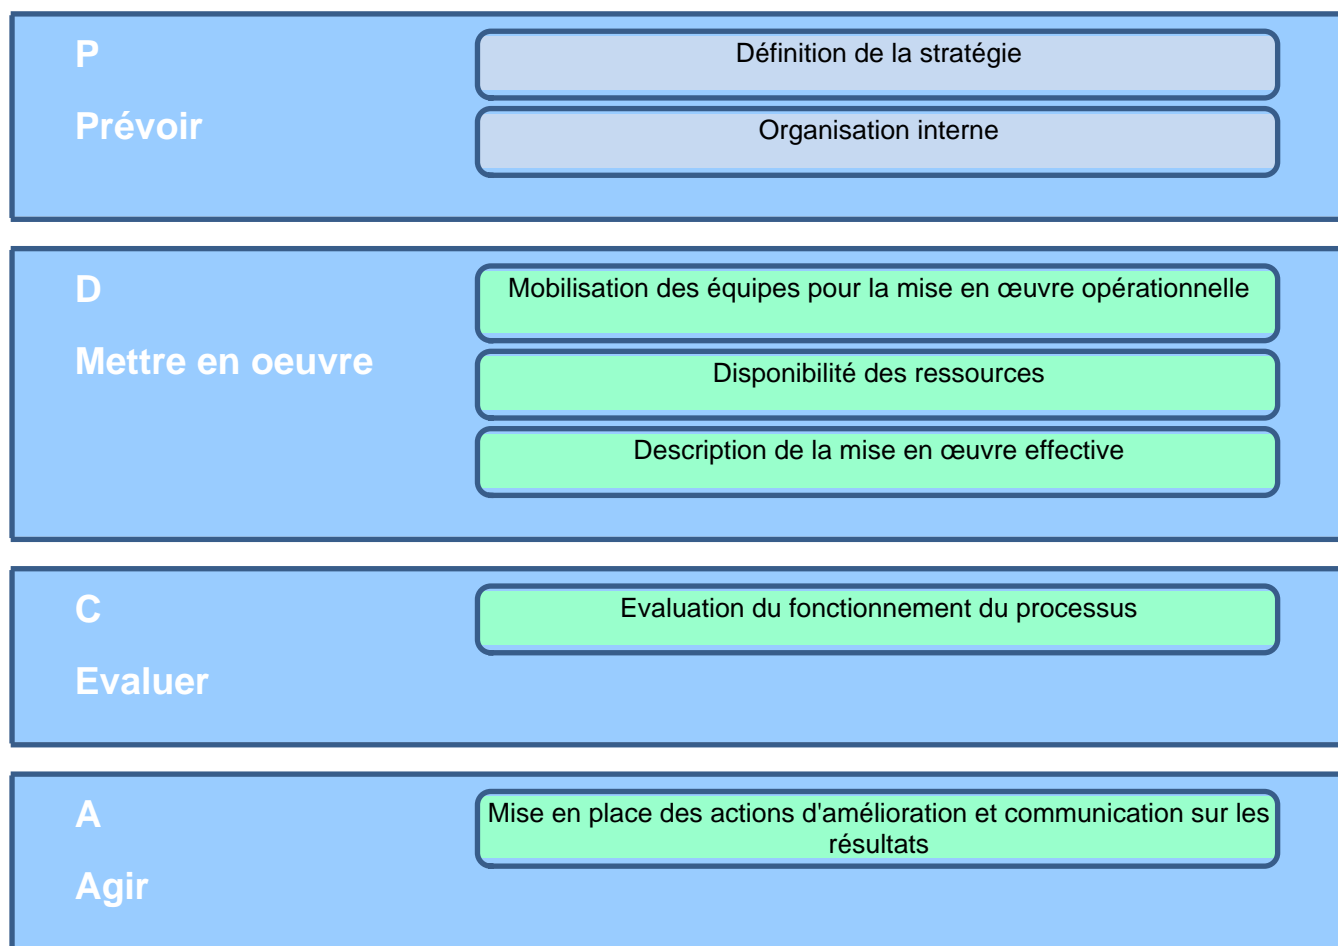 P
Définition de la stratégie
Prévoir
Organisation interne
D
Mobilisation des équipes pour la mise en œuvre opérationnelle
Mettre en oeuvre
Disponibilité des ressources
Description de la mise en œuvre effective
C
Evaluation du fonctionnement du processus
Evaluer
A
Mise en place des actions d'amélioration et communication sur les
résultats
Agir